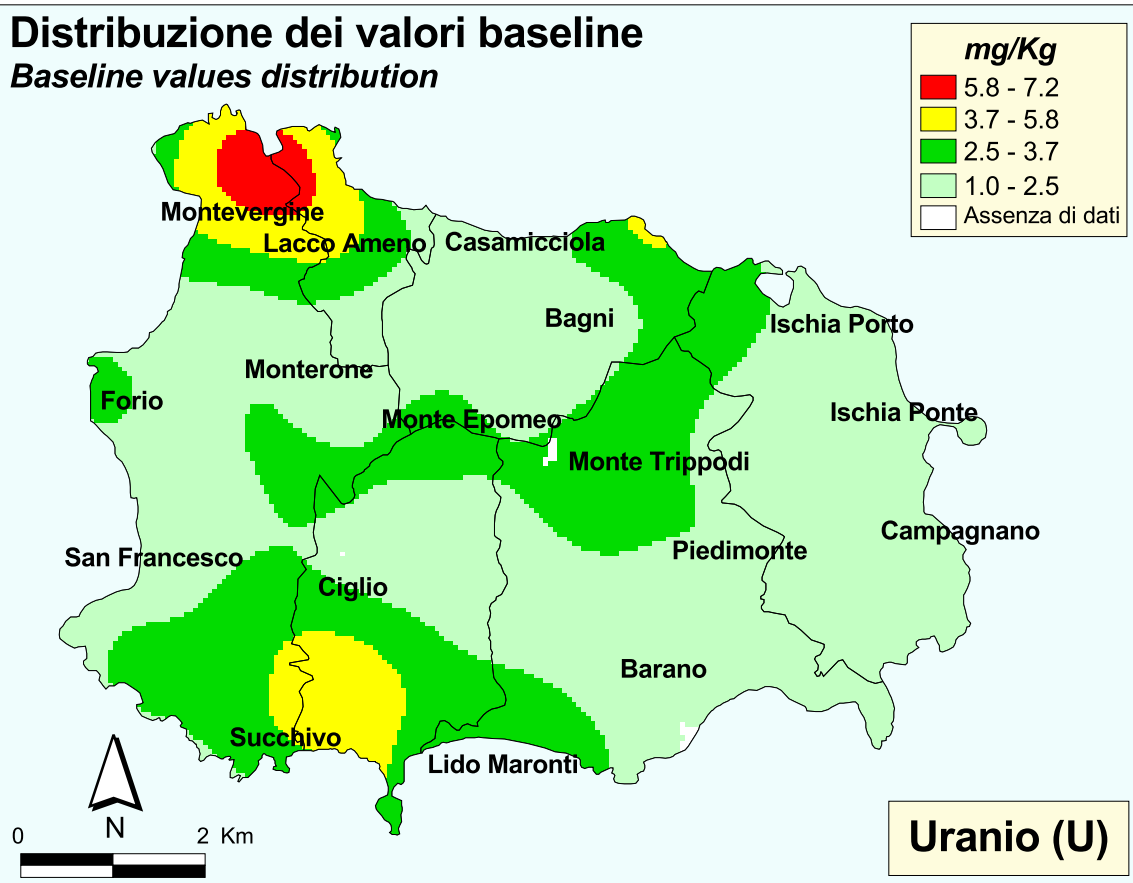 Distribuzione dei valori baseline
Baseline values distribution
mg/Kg
5.8 - 7.2
3.7 - 5.8
2.5 - 3.7
1.0 - 2.5
Assenza di dati
Montevergine
Lacco Ameno
Casamicciola
Bagni
Ischia Porto
Monterone
Forio
Monte Epomeo
Ischia Ponte
Monte Trippodi
Campagnano
San Francesco
Piedimonte
Ciglio
Barano
Succhivo
Lido Maronti
N
0 2 Km
Uranio (U)